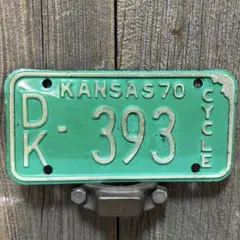 KANSAS 70
DK - 393
CYCLE